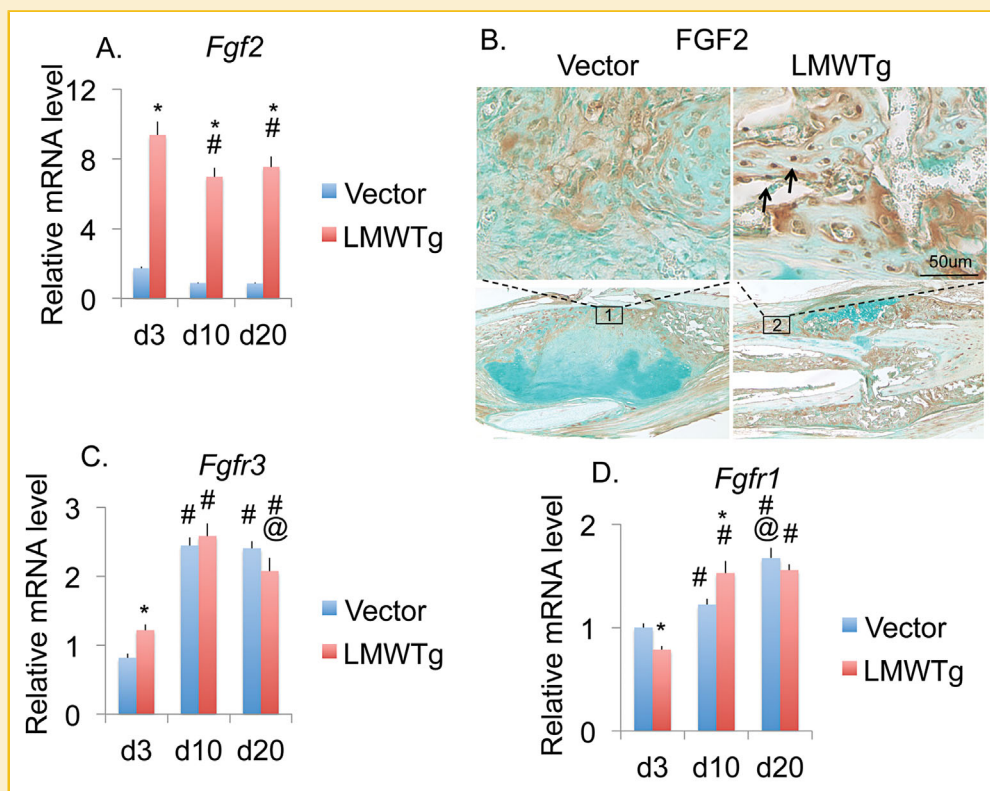 A.
Fgf2
Relative mRNA level
12
8
4
0
*
*
#
*
#
d3 d10 d20
Vector
LMWTg
B.
FGF2
Vector LMWTg
50um
1
2
C.
Fgfr3
Relative mRNA level
3
2
1
0
*
# #
# #
@
d3 d10 d20
Vector
LMWTg
D.
Fgfr1
Relative mRNA level
2
1
0
*
#
*
#
#
@
#
d3 d10 d20
Vector
LMWTg